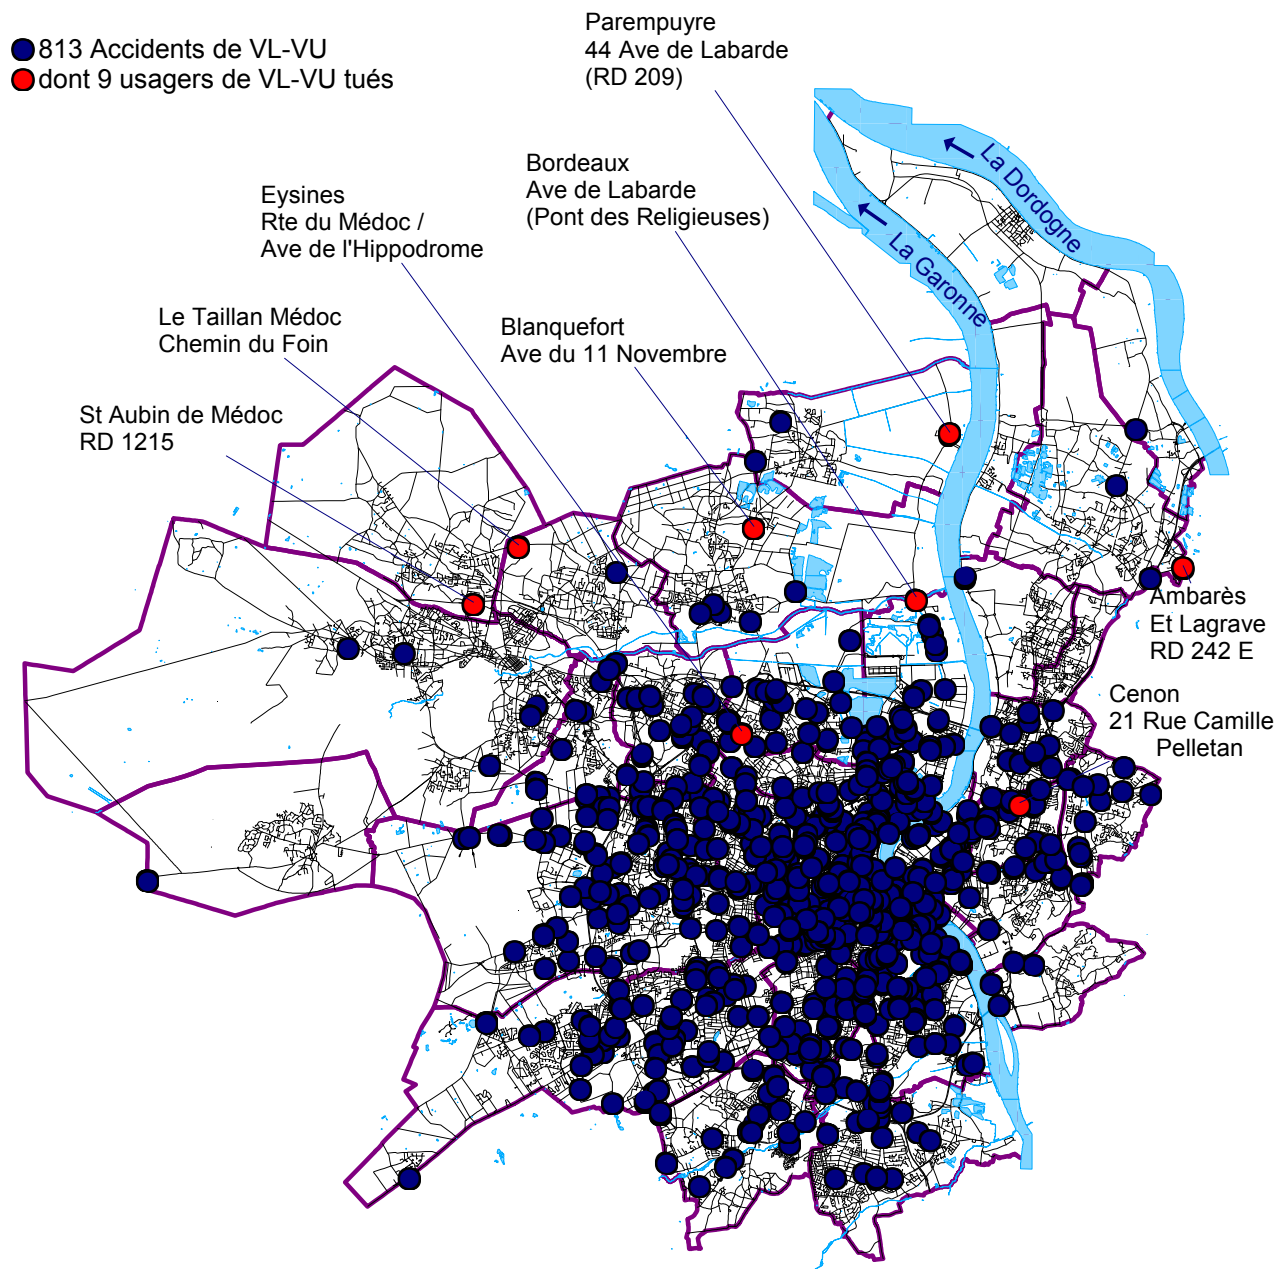 813 Accidents de VL-VU
dont 9 usagers de VL-VU tués
Parempuyre
44 Ave de Labarde
(RD 209)
Bordeaux
Ave de Labarde
(Pont des Religieuses)
Eysines
Rte du Médoc /
Ave de l'Hippodrome
La Dordogne
La Garonne
Le Taillan Médoc
Chemin du Foin
Blanquefort
Ave du 11 Novembre
St Aubin de Médoc
RD 1215
Ambarès
Et Lagrave
RD 242 E
Cenon
21 Rue Camille
Pelletan